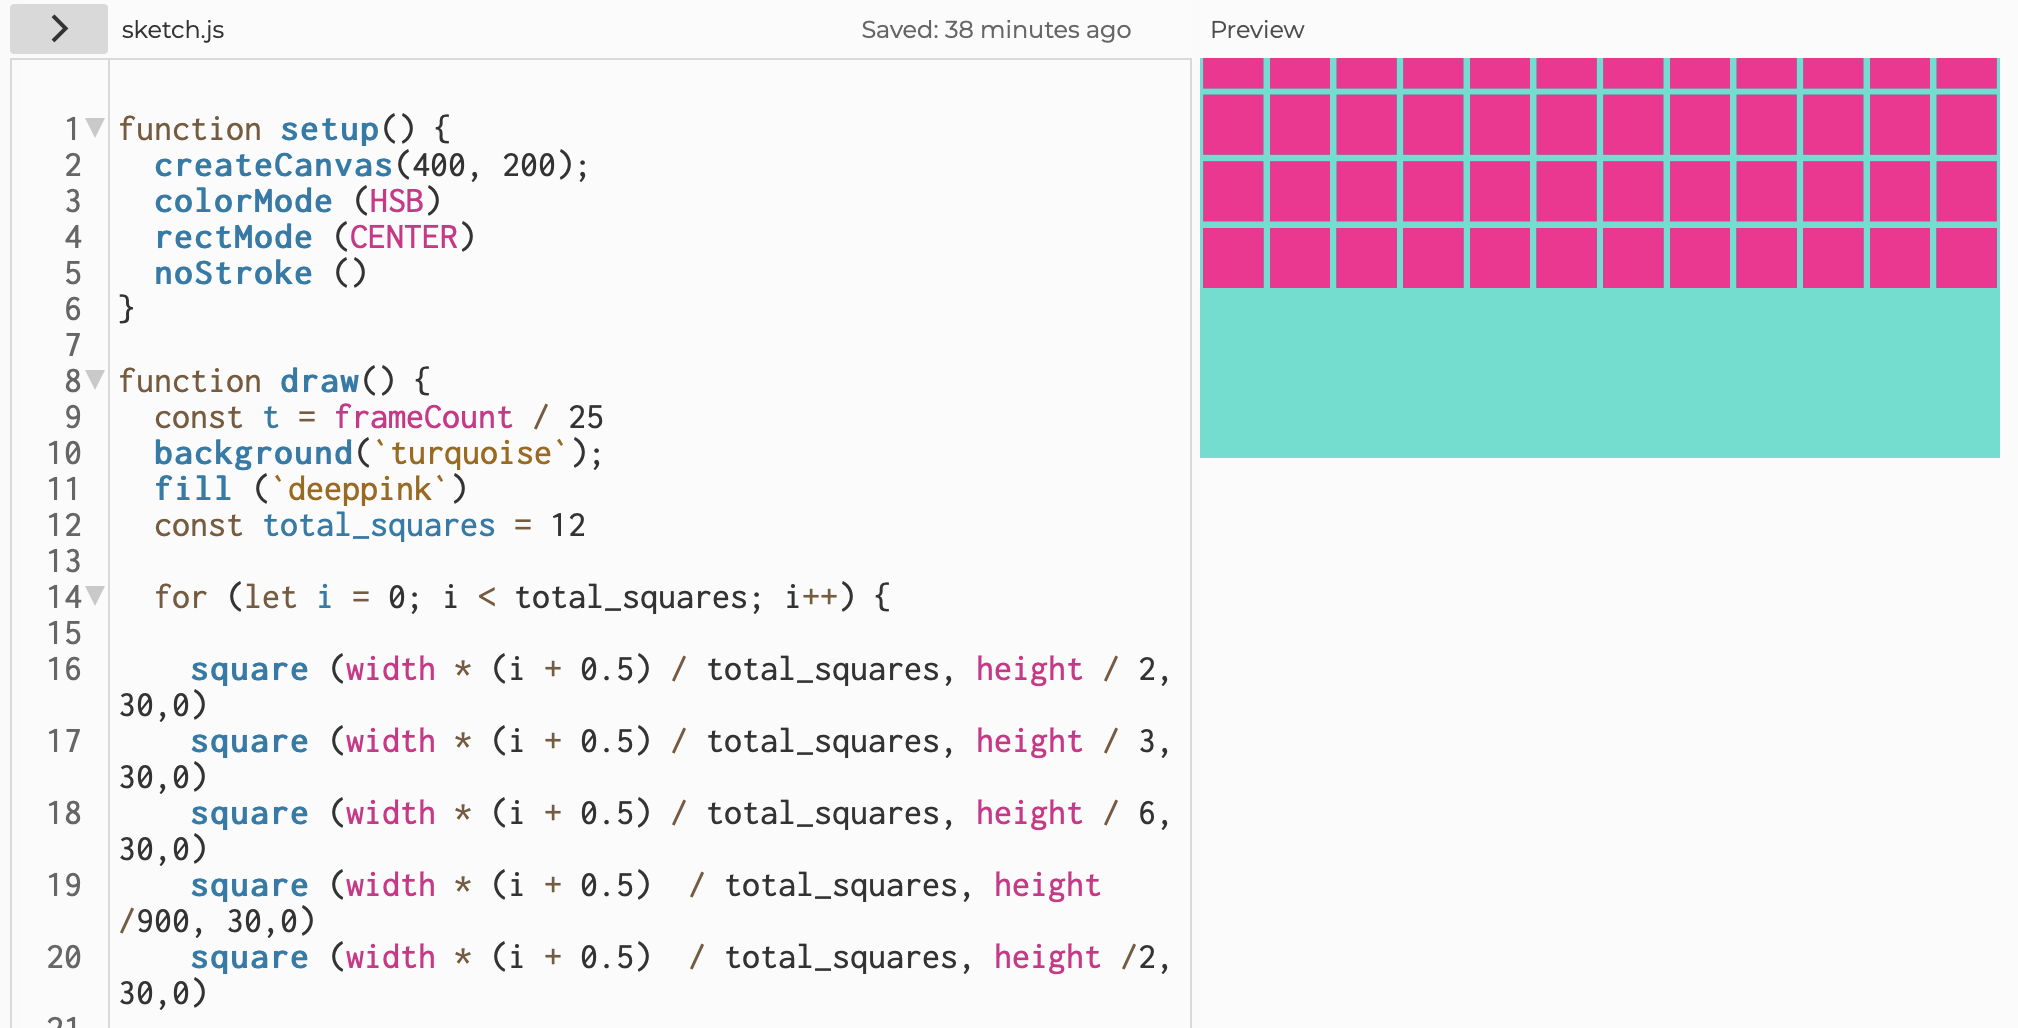 sketch.js
Saved: 38 minutes ago
Preview
1 function setup() {
2 createCanvas(400, 200);
3 colorMode (HSB)
4 rectMode (CENTER)
5 noStroke ()
6 }
7
8 function draw() {
9 const t = frameCount / 25
10 background(`turquoise`);
11 fill (`deeppink`)
12 const total_squares = 12
13
14 for (let i = 0; i < total_squares; i++) {
15
16 square (width * (i + 0.5) / total_squares, height / 2,
30,0)
17 square (width * (i + 0.5) / total_squares, height / 3,
30,0)
18 square (width * (i + 0.5) / total_squares, height / 6,
30,0)
19 square (width * (i + 0.5)  / total_squares, height
/900, 30,0)
20 square (width * (i + 0.5)  / total_squares, height /2,
30,0)
21